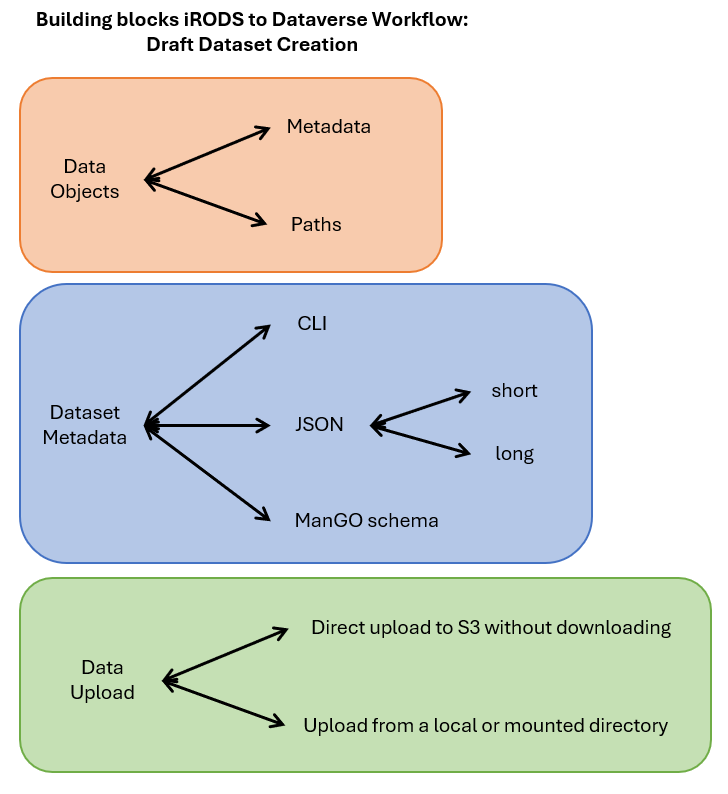 Building blocks iRODS to Dataverse Workflow:
Draft Dataset Creation
Data
Objects
Metadata
Paths
Dataset
Metadata
CLI
JSON
short
long
ManGO schema
Data
Upload
Direct upload to S3 without downloading
Upload from a local or mounted directory